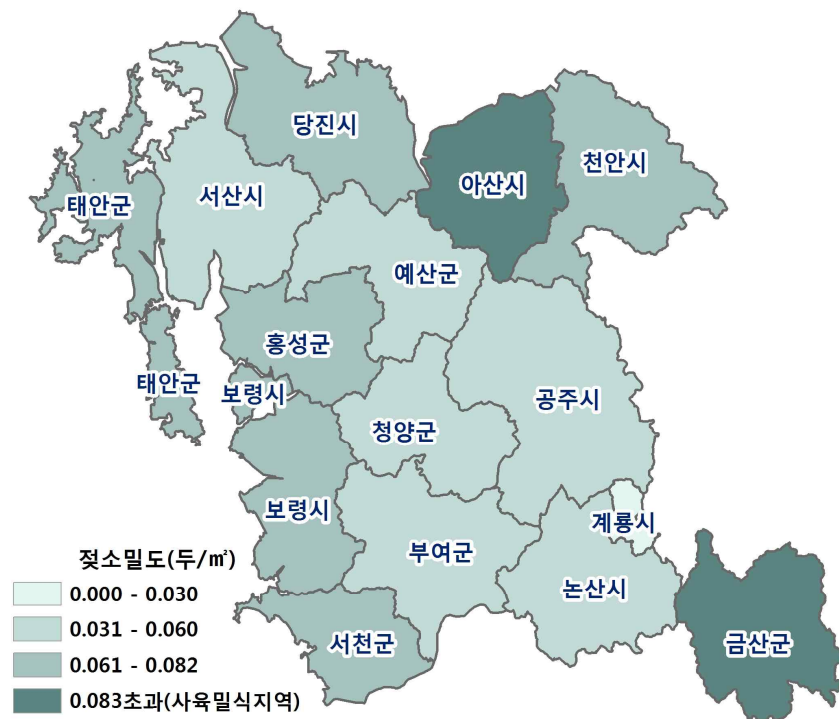 당진시
아산시
천안시
태안군
서산시
예산군
홍성군
태안군
보령시
공주시
청양군
보령시
계룡시
부여군
논산시
서천군
금산군
젖소밀도(두/㎡)
0.000 - 0.030
0.031 - 0.060
0.061 - 0.082
0.083초과(사육밀식지역)